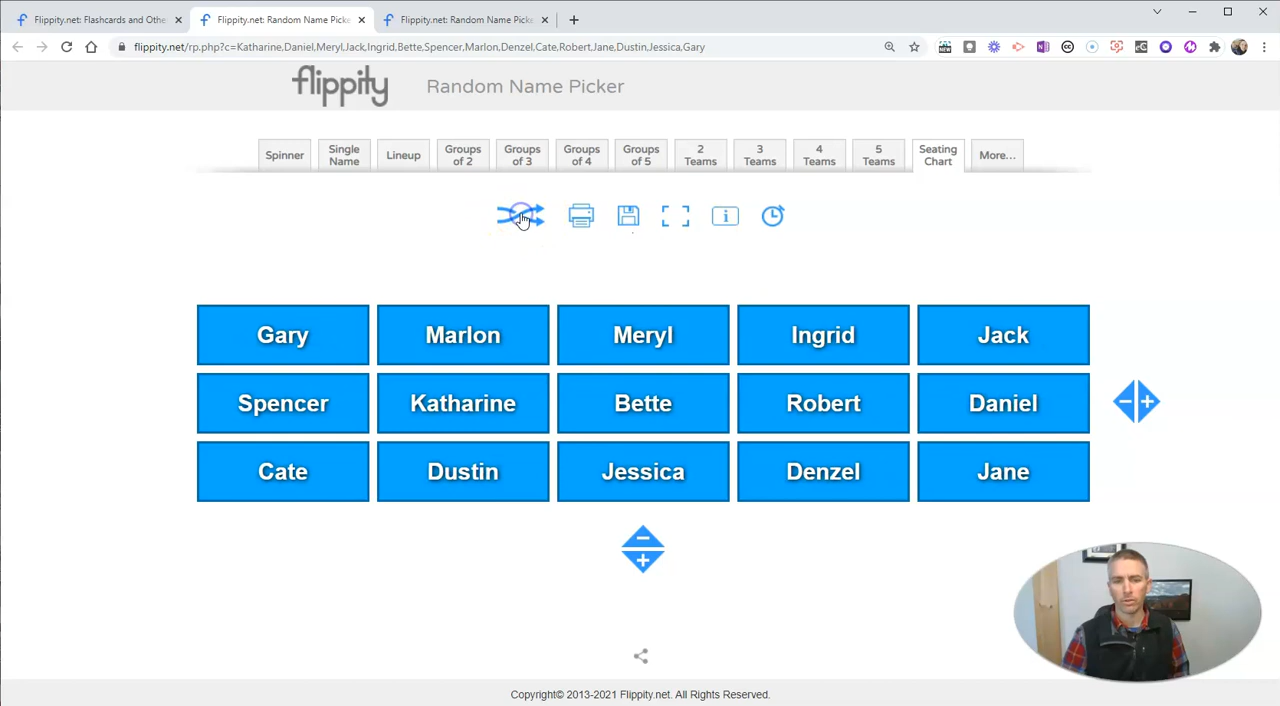 Flippity.net: Flashcards and Othe
Flippity.net: Random Name Picke
Flippity.net: Random Name Picke
flippity.net/rp.php?c=Katharine,Daniel,Meryl,Jack,Ingrid,Bette,Spencer,Marlon,Denzel,Cate,Robert,Jane,Dustin,Jessica,Gary
flippity
Random Name Picker
Spinner
Single
Name
Lineup
Groups
of 2
Groups
of 3
Groups
of 4
Groups
of 5
2
Teams
3
Teams
4
Teams
5
Teams
Seating
Chart
More...
Gary
Marlon
Meryl
Ingrid
Jack
Spencer
Katharine
Bette
Robert
Daniel
Cate
Dustin
Jessica
Denzel
Jane
Copyright© 2013-2021 Flippity.net. All Rights Reserved.